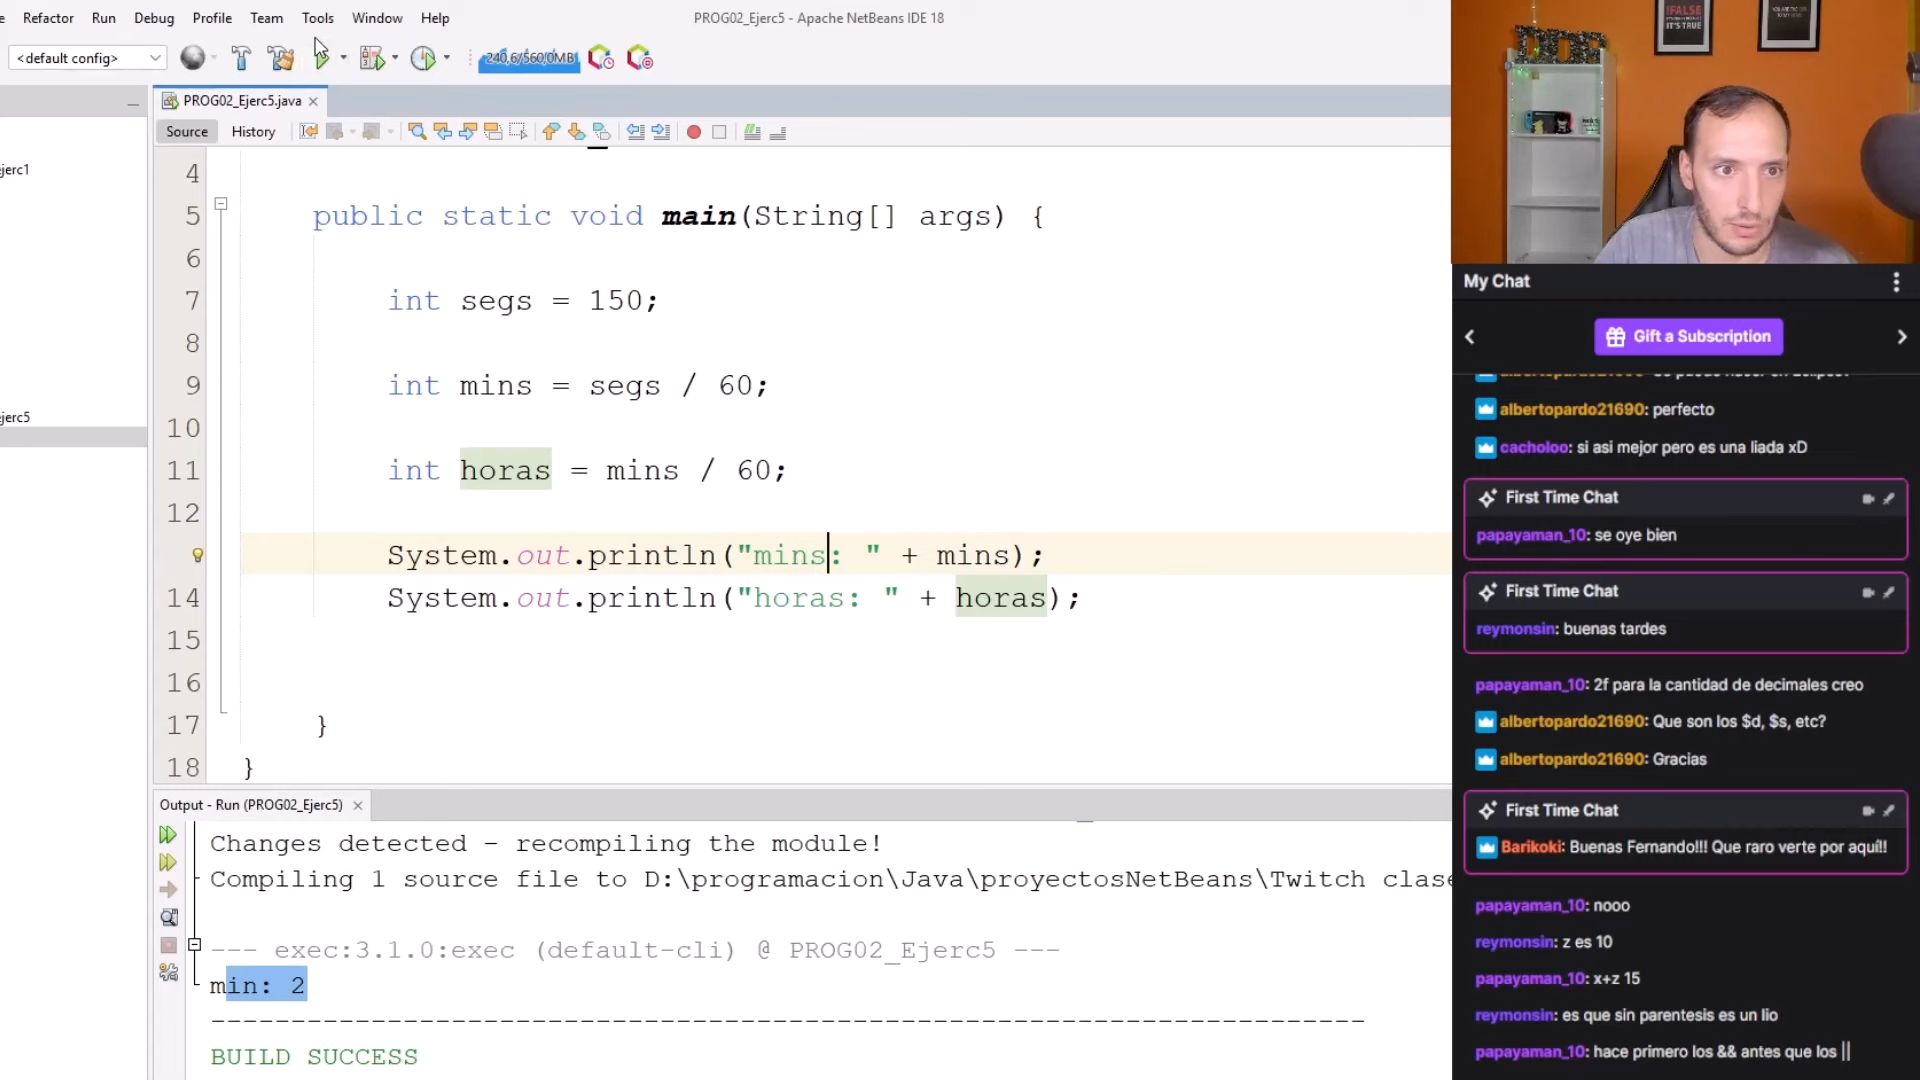 Refactor Run Debug Profile Team Tools Window Help
PROG02_Ejerc5 - Apache NetBeans IDE 18
<default config>
240,6/560,0MB
PROG02_Ejerc5.java
Source History
jerc1
jerc5
4
5 public static void main(String[] args) {
6
7 int segs = 150;
8
9 int mins = segs / 60;
10
11 int horas = mins / 60;
12
System.out.println("mins: " + mins);
14 System.out.println("horas: " + horas);
15
16
17 }
18 }
Output - Run (PROG02_Ejerc5)
Changes detected - recompiling the module!
Compiling 1 source file to D:\programacion\Java\proyectosNetBeans\Twitch clase
--- exec:3.1.0:exec (default-cli) @ PROG02_Ejerc5 ---
min: 2
------------------------------------------------------------------------
BUILD SUCCESS
!FALSE
IT'S TRUE
My Chat
Gift a Subscription
albertopardo21690: perfecto
cacholoo: si asi mejor pero es una liada xD
First Time Chat
papayaman_10: se oye bien
First Time Chat
reymonsin: buenas tardes
papayaman_10: 2f para la cantidad de decimales creo
albertopardo21690: Que son los $d, $s, etc?
albertopardo21690: Gracias
First Time Chat
Barikoki: Buenas Fernando!!! Que raro verte por aquí!!
papayaman_10: nooo
reymonsin: z es 10
papayaman_10: x+z 15
reymonsin: es que sin parentesis es un lio
papayaman_10: hace primero los && antes que los ||